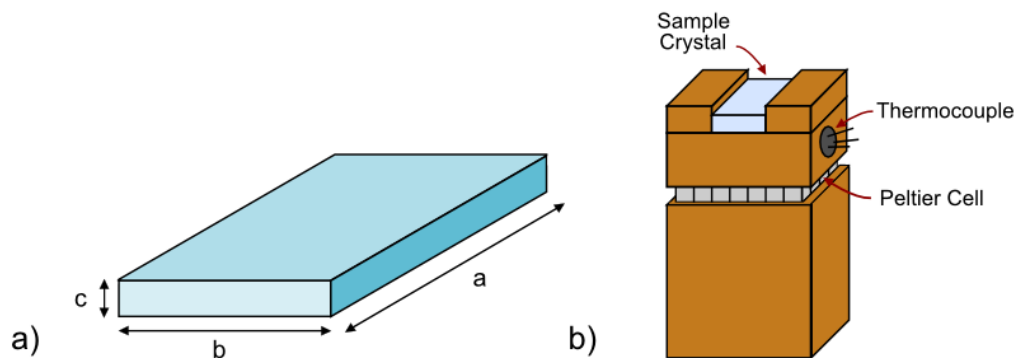 Sample
Crystal
Thermocouple
Peltier Cell
c
a
b
a)
b)